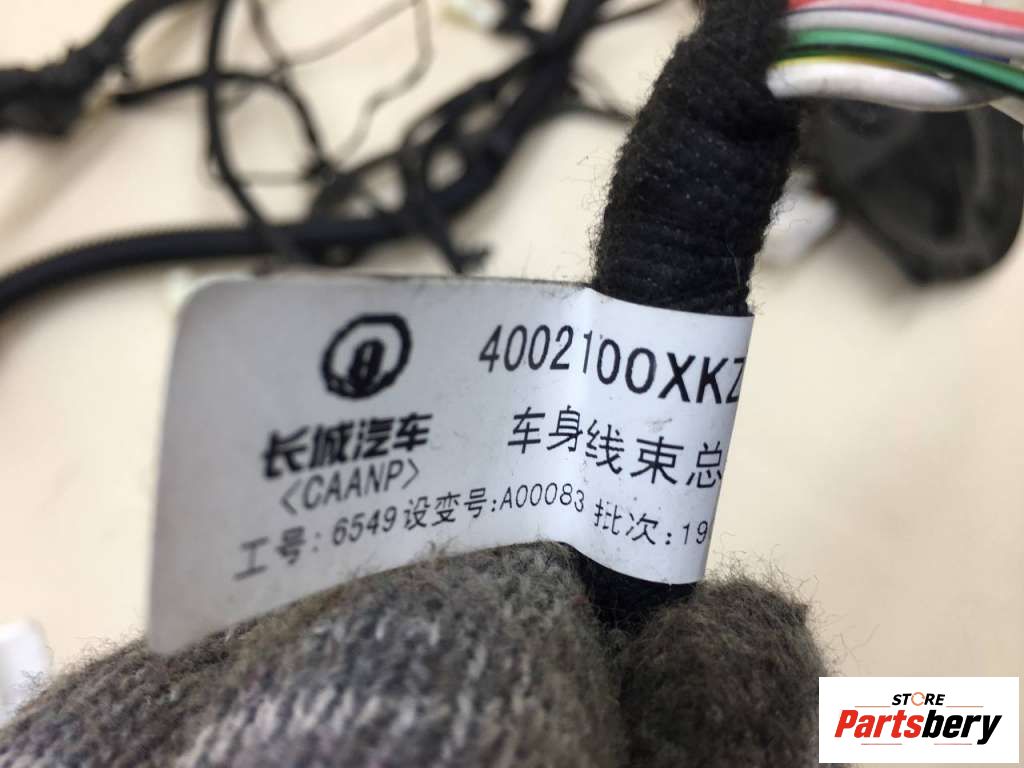 4002100XKZ
长城汽车
车身线束总
<CAANP>
工号: 6549 设变号:A00083 批次:19
STORE
Partsbery